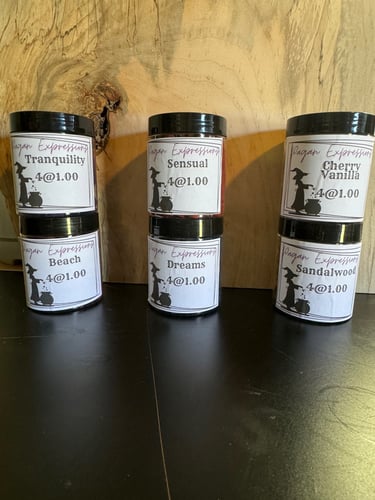 Pagan Expressions
Tranquility
4@1.00
Pagan Expressions
Sensual
4@1.00
Pagan Expressions
Cherry
Vanilla
4@1.00
Pagan Expressions
Beach
4@1.00
Pagan Expressions
Dreams
4@1.00
Pagan Expressions
Sandalwood
4@1.00